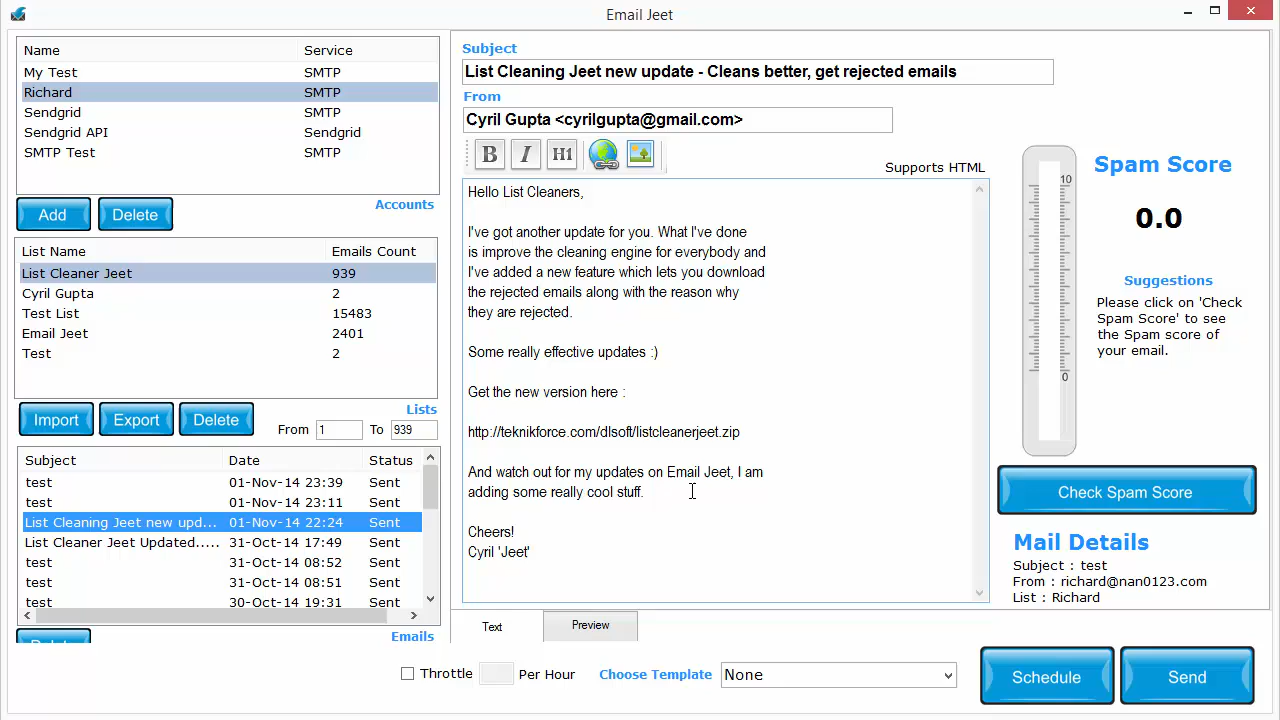 Email Jeet
Name Service
My Test SMTP
Richard SMTP
Sendgrid SMTP
Sendgrid API Sendgrid
SMTP Test SMTP
Add Delete Accounts
List Name Email Count
List Cleaner Jeet 939
Cyril Gupta 1
Test List 15483
Email Jeet 2401
Test 1
Import Export Delete Lists
From 1 To 939
Subject Date Status
test 01-Nov-14 23:39 Sent
test 01-Nov-14 23:11 Sent
List Cleaning Jeet new upd... 01-Nov-14 22:24 Sent
List Cleaner Jeet Updated..... 31-Oct-14 17:49 Sent
test 31-Oct-14 08:52 Sent
test 31-Oct-14 08:51 Sent
test 30-Oct-14 19:31 Sent
Emails
Subject
List Cleaning Jeet new update - Cleans better, get rejected emails
From
Cyril Gupta <cyrilgupta@gmail.com>
B I H1
Supports HTML
Hello List Cleaners,
I've got another update for you. What I've done
is improve the cleaning engine for everybody and
I've added a new feature which lets you download
the rejected emails along with the reason why
they are rejected.
Some really effective updates :)
Get the new version here :
http://teknikforce.com/dlsoft/listcleanerjeet.zip
And watch out for my updates on Email Jeet, I am
adding some really cool stuff.
Cheers!
Cyril 'Jeet'
Text Preview
10
0
Spam Score
0.0
Suggestions
Please click on 'Check
Spam Score' to see
the Spam score of
your email.
Check Spam Score
Mail Details
Subject : test
From : richard@nan0123.com
List : Richard
Throttle Per Hour Choose Template None
Schedule Send